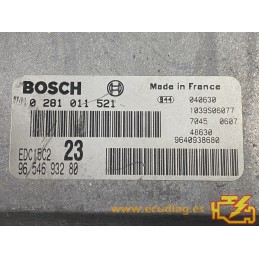 BOSCH
Made in France
0 281 011 521
040630
1039S06077
7045 0607
48630
9640938680
EDC15C2 23
96 546 932 80
www.ecudiag.es